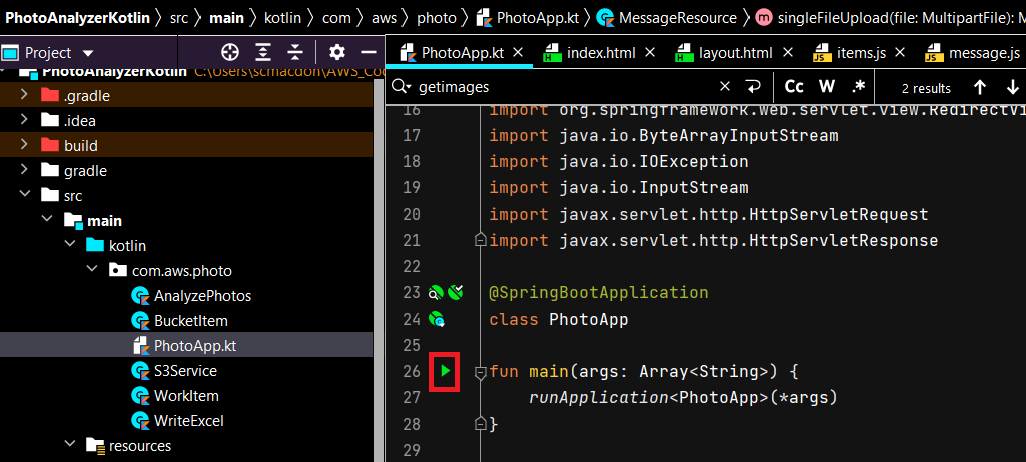 PhotoAnalyzerKotlin › src › main › kotlin › com › aws › photo › PhotoApp.kt › MessageResource › m singleFileUpload(file: MultipartFile): M
Project
PhotoAnalyzerKotlin C:\Users\scmacdon\AWS_Co
.gradle
.idea
build
gradle
src
main
kotlin
com.aws.photo
AnalyzePhotos
BucketItem
PhotoApp.kt
S3Service
WorkItem
WriteExcel
resources
PhotoApp.kt index.html layout.html JS items.js JS message.js
getimages Cc W .* 2 results
16 import org.springframework.web.servlet.view.RedirectVi
17 import java.io.ByteArrayInputStream
18 import java.io.IOException
19 import java.io.InputStream
20 import javax.servlet.http.HttpServletRequest
21 import javax.servlet.http.HttpServletResponse
22
23 @SpringBootApplication
24 class PhotoApp
25
26 fun main(args: Array<String>) {
27 runApplication<PhotoApp>(*args)
28 }
29